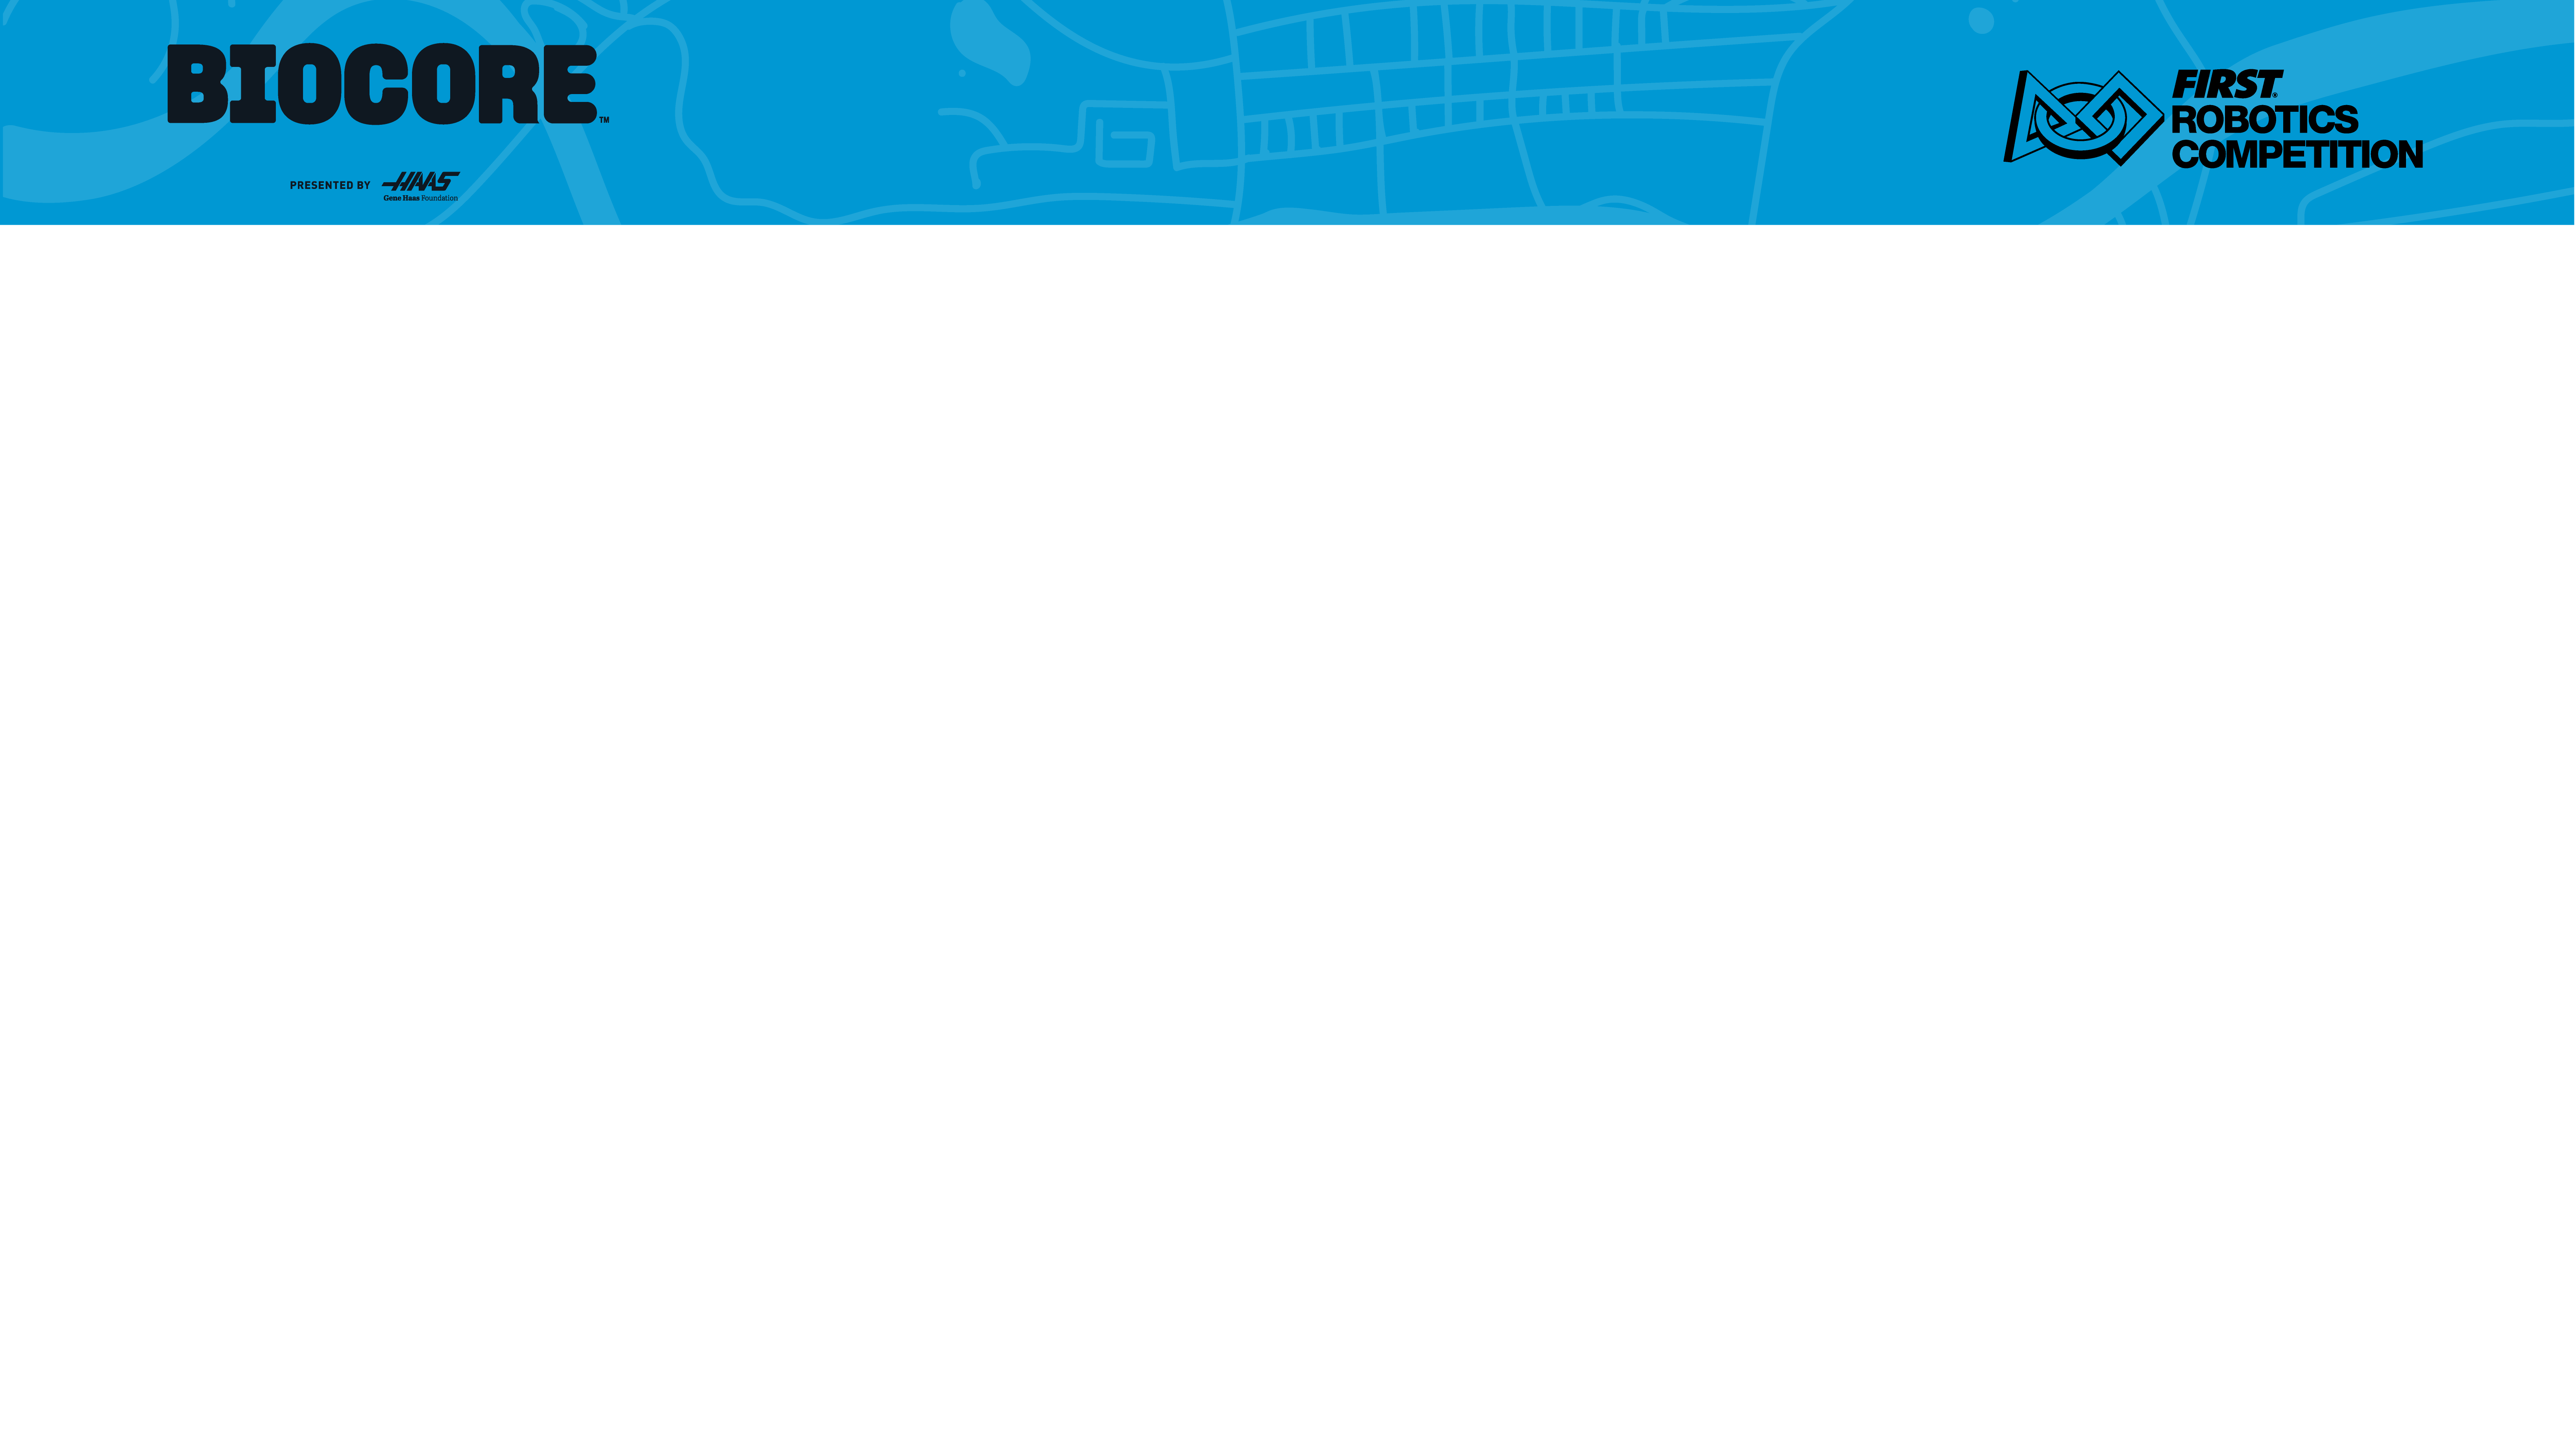 BIOCORE™
PRESENTED BY HAAS
Gene Haas Foundation
FIRST®
ROBOTICS
COMPETITION